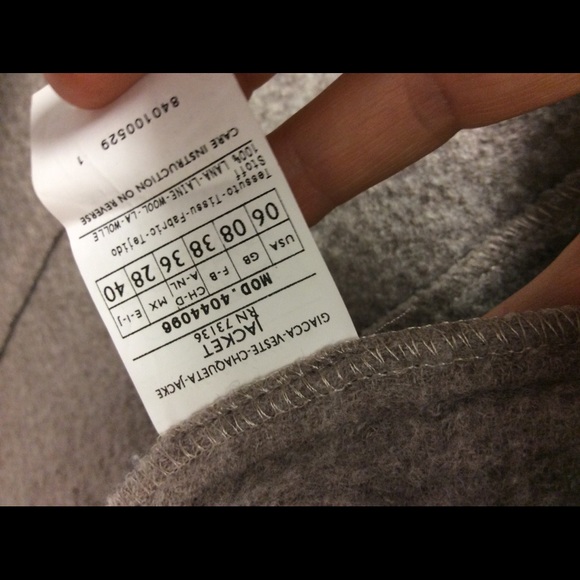 GIACCA-VESTE-CHAQUETA-JACKE
JACKET
RN 73136
MOD. 4044096
USA GB F-B CH-D A-NL MX E-I-J
06 08 38 36 28 40
Tessuto-Tissu-Fabric-Tejido
Stoff
100% LANA-LAINE-WOOL-LA-WOLLE
CARE INSTRUCTION ON REVERSE
1
840100529